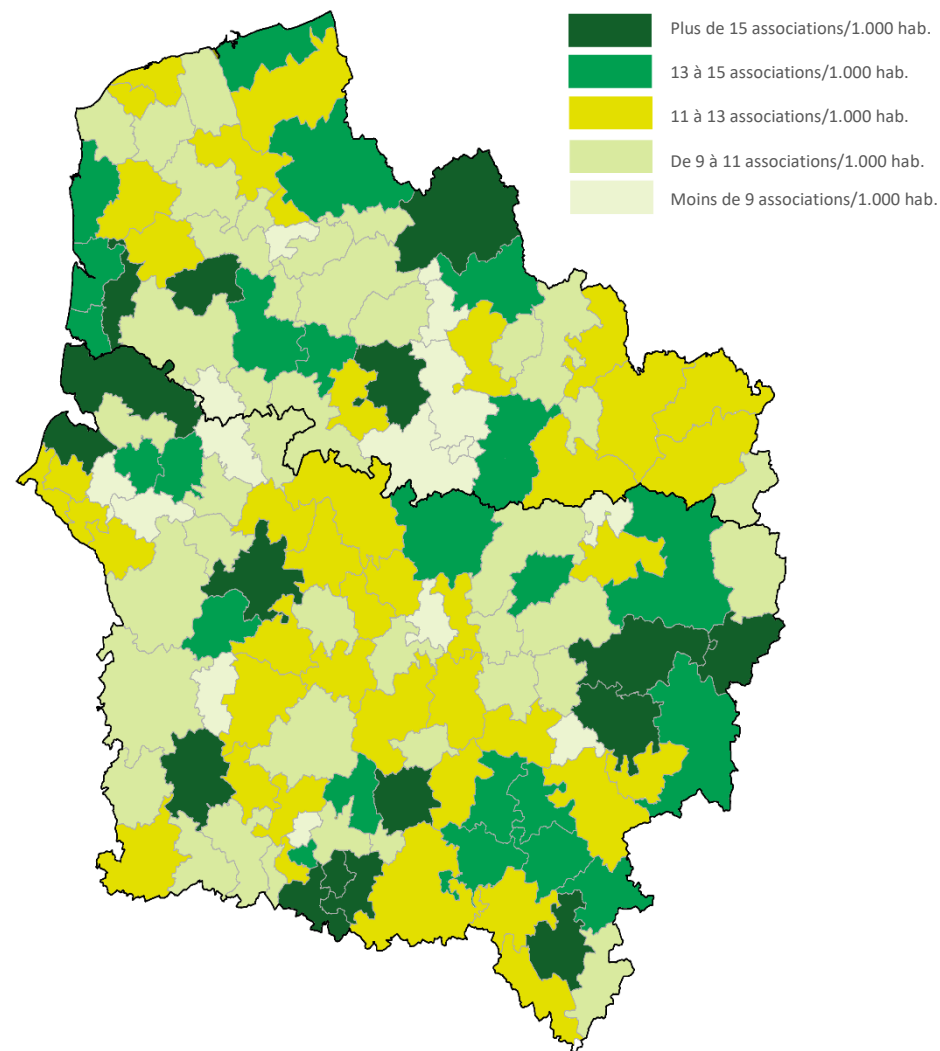 Plus de 15 associations/1.000 hab.
13 à 15 associations/1.000 hab.
11 à 13 associations/1.000 hab.
De 9 à 11 associations/1.000 hab.
Moins de 9 associations/1.000 hab.